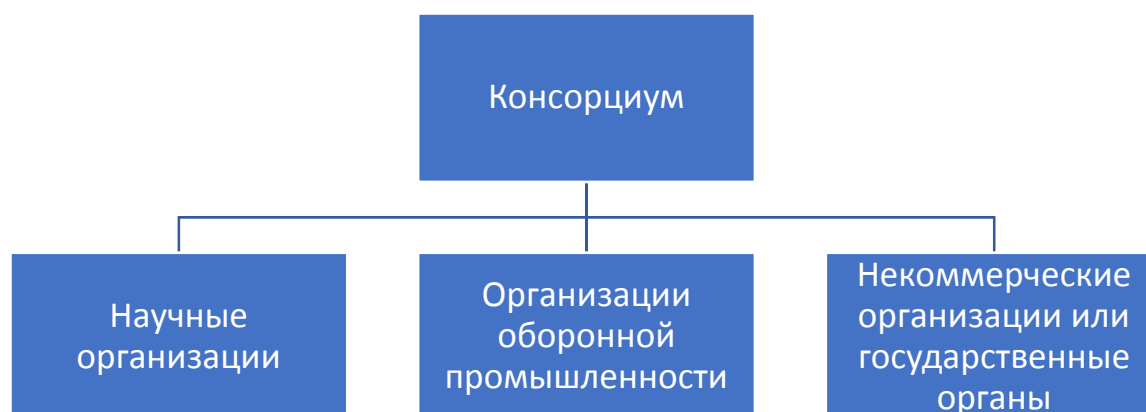 Консорциум
Научные
организации
Организации
оборонной
промышленности
Некоммерческие
организации или
государственные
органы